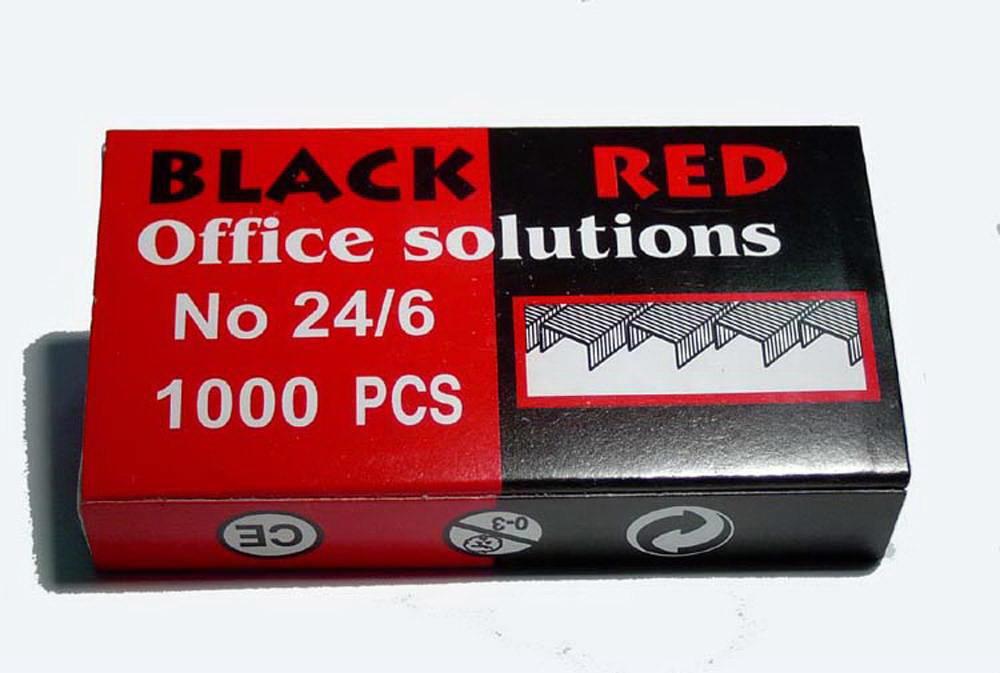 BLACK RED
Office solutions
No 24/6
1000 PCS
CE
0-3